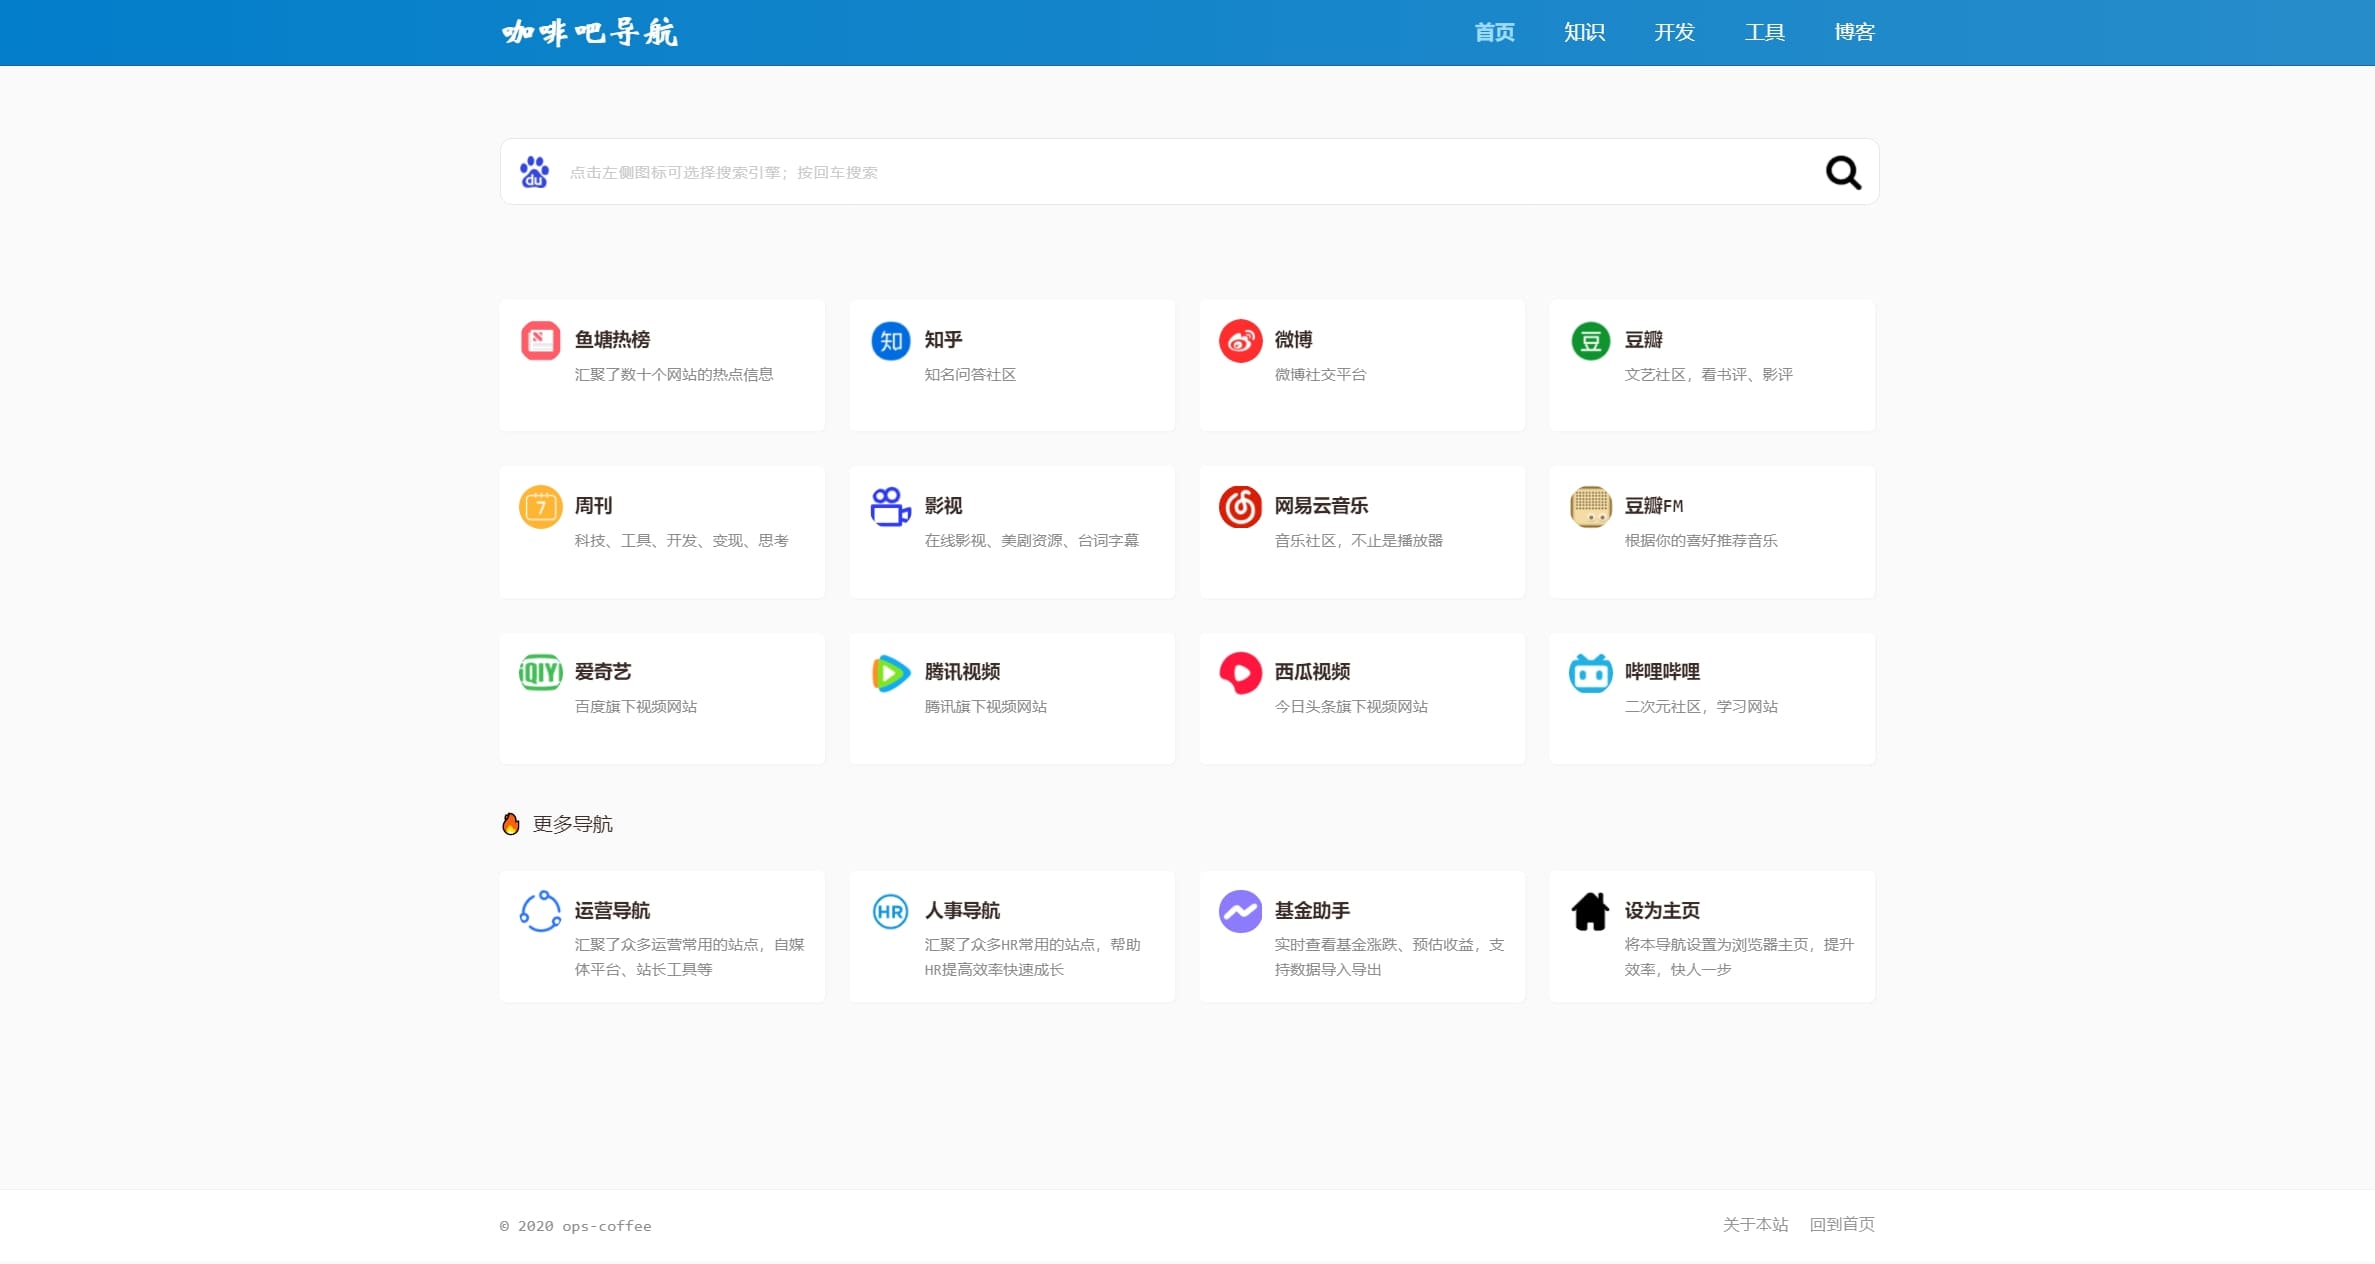 咖啡吧导航
首页 知识 开发 工具 博客
du 点击左侧图标可选择搜索引擎；按回车搜索
鱼塘热榜
汇聚了数十个网站的热点信息
知 知乎
知名问答社区
微博
微博社交平台
豆 豆瓣
文艺社区，看书评、影评
7 周刊
科技、工具、开发、变现、思考
影视
在线影视、美剧资源、台词字幕
网易云音乐
音乐社区，不止是播放器
豆瓣FM
根据你的喜好推荐音乐
iQIYI 爱奇艺
百度旗下视频网站
腾讯视频
腾讯旗下视频网站
西瓜视频
今日头条旗下视频网站
哔哩哔哩
二次元社区，学习网站
更多导航
运营导航
汇聚了众多运营常用的站点，自媒
体平台、站长工具等
HR 人事导航
汇聚了众多HR常用的站点，帮助
HR提高效率快速成长
基金助手
实时查看基金涨跌、预估收益，支
持数据导入导出
设为主页
将本导航设置为浏览器主页，提升
效率，快人一步
© 2020 ops-coffee
关于本站 回到首页